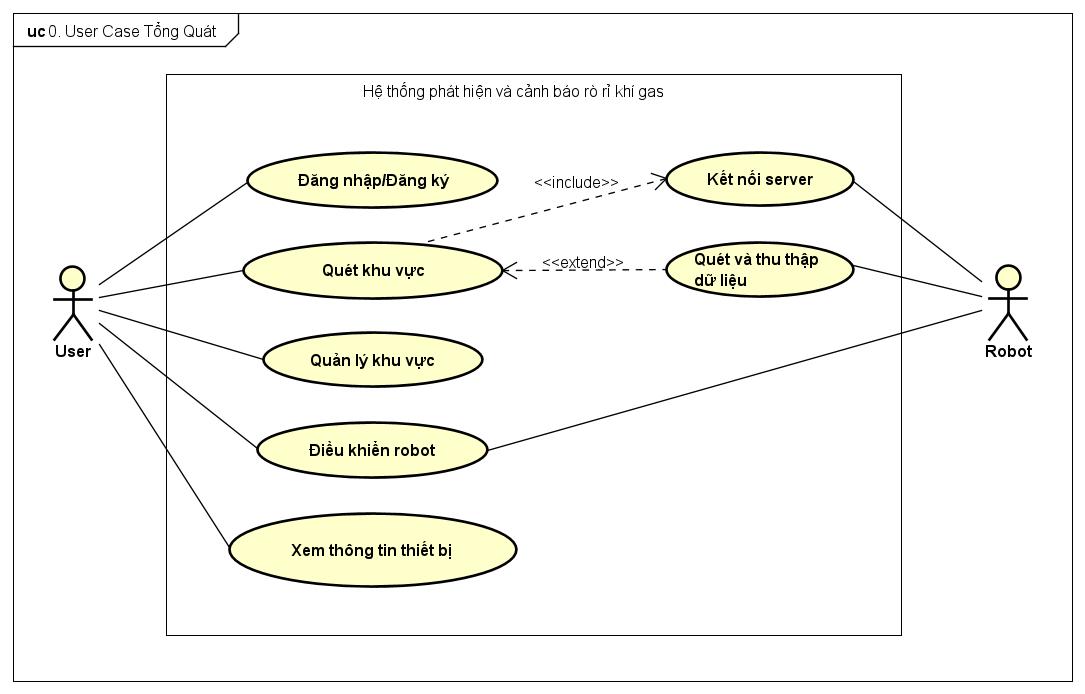 uc 0. User Case Tổng Quát
Hệ thống phát hiện và cảnh báo rò rỉ khí gas
Đăng nhập/Đăng ký
<<include>>
Kết nối server
Quét khu vực
<<extend>>
Quét và thu thập
dữ liệu
User
Robot
Quản lý khu vực
Điều khiển robot
Xem thông tin thiết bị